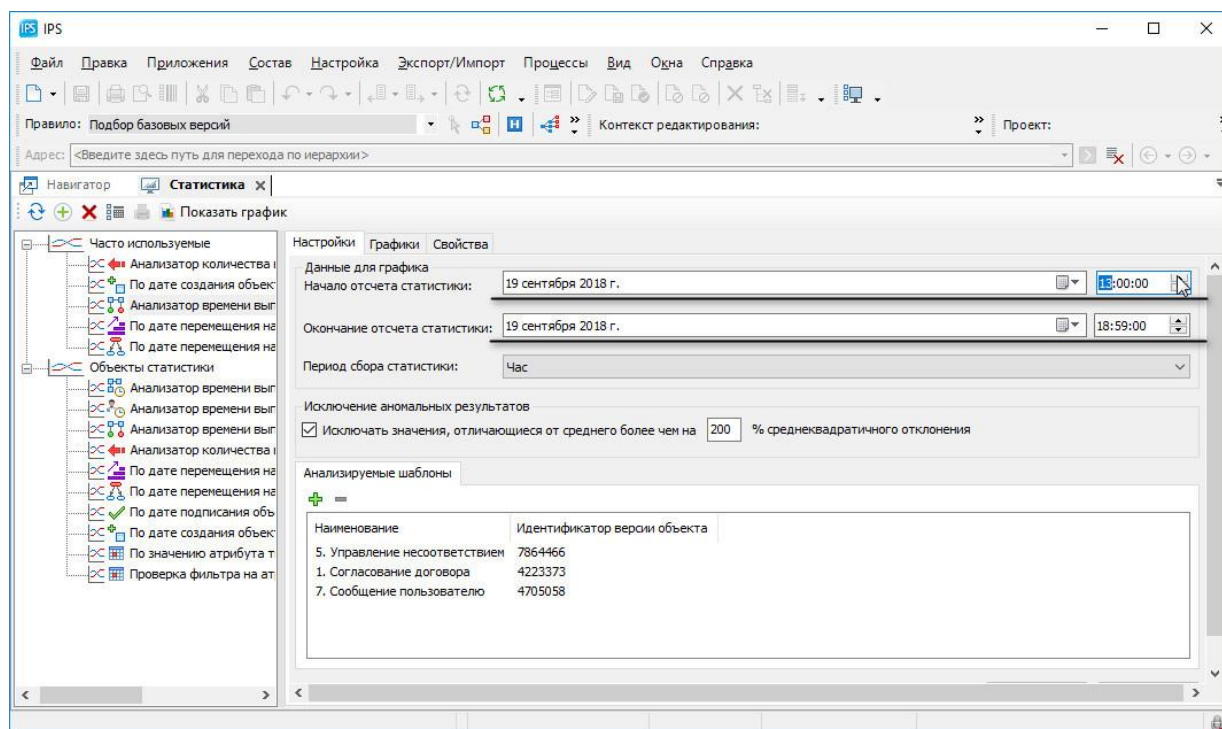 IPS IPS
Файл Правка Приложения Состав Настройка Экспорт/Импорт Процессы Вид Окна Справка
Правило: Подбор базовых версий Контекст редактирования: Проект:
Адрес: <Введите здесь путь для перехода по иерархии>
Навигатор Статистика
Показать график
Часто используемые
Анализатор количества
По дате создания объек
Анализатор времени вып
По дате перемещения на
По дате перемещения на
Объекты статистики
Анализатор времени вып
Анализатор времени вып
Анализатор времени вып
Анализатор количества
По дате перемещения на
По дате перемещения на
По дате подписания объ
По дате создания объек
По значению атрибута т
Проверка фильтра на ат
Настройки Графики Свойства
Данные для графика
Начало отсчета статистики: 19 сентября 2018 г. 13:00:00
Окончание отсчета статистики: 19 сентября 2018 г. 18:59:00
Период сбора статистики: Час
Исключение аномальных результатов
Исключать значения, отличающиеся от среднего более чем на 200 % среднеквадратичного отклонения
Анализируемые шаблоны
Наименование Идентификатор версии объекта
5. Управление несоответствием 7864466
1. Согласование договора 4223373
7. Сообщение пользователю 4705058